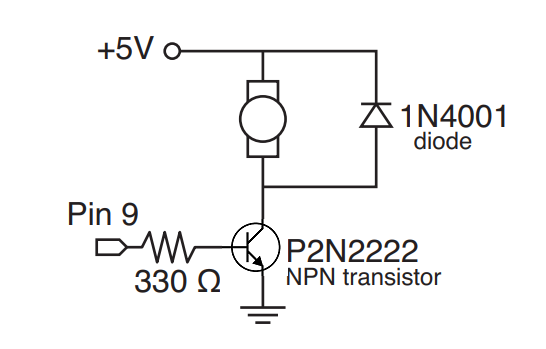 +5V
1N4001
diode
Pin 9
330 Ω
P2N2222
NPN transistor